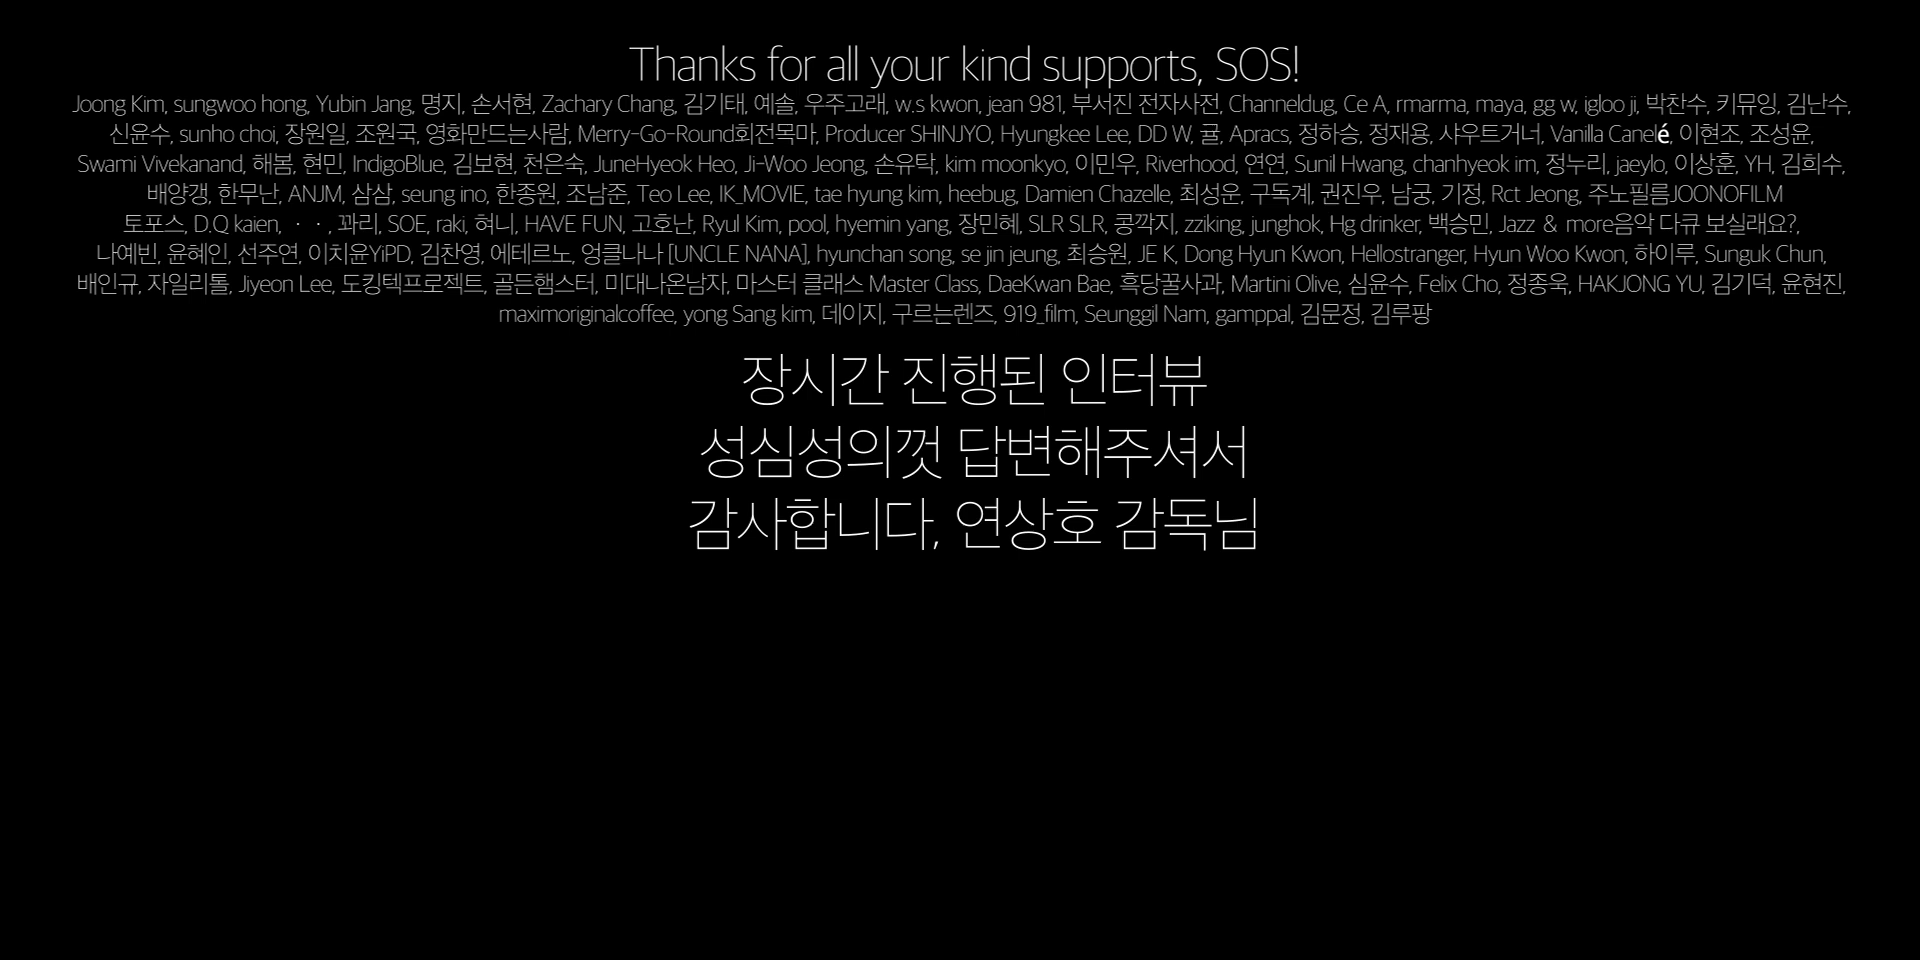 Thanks for all your kind supports, SOS!
Joong Kim, sungwoo hong, Yubin Jang, 명지, 손서현, Zachary Chang, 김기태, 예솔, 우주고래, w.s kwon, jean 981, 부서진 전자사전, Channeldug, Ce A, rmarma, maya, gg w, igloo ji, 박찬수, 키뮤잉, 김난수,
신윤수, sunho choi, 장원일, 조원국, 영화만드는사람, Merry-Go-Round회전목마, Producer SHINJYO, Hyungkee Lee, DD W, 귤, Apracs, 정하승, 정재용, 샤우트거너, Vanilla Canelé, 이현조, 조성윤,
Swami Vivekanand, 해봄, 현민, IndigoBlue, 김보현, 천은숙, JuneHyeok Heo, Ji-Woo Jeong, 손유탁, kim moonkyo, 이민우, Riverhood, 연연, Sunil Hwang, chanhyeok im, 정누리, jaeylo, 이상훈, YH, 김희수,
배양갱, 한무난, ANJM, 삼삼, seung ino, 한종원, 조남준, Teo Lee, IK_MOVIE, tae hyung kim, heebug, Damien Chazelle, 최성운, 구독계, 권진우, 남궁, 기정, Rct Jeong, 주노필름JOONOFILM
토포스, D.Q kaien, ㆍㆍ, 꽈리, SOE, raki, 허니, HAVE FUN, 고호난, Ryul Kim, pool, hyemin yang, 장민혜, SLR SLR, 콩깍지, zziking, junghok, Hg drinker, 백승민, Jazz & more음악 다큐 보실래요?,
나예빈, 윤혜인, 선주연, 이치윤YiPD, 김찬영, 에테르노, 엉클나나 [UNCLE NANA], hyunchan song, se jin jeung, 최승원, JE K, Dong Hyun Kwon, Hellostranger, Hyun Woo Kwon, 하이루, Sunguk Chun,
배인규, 자일리톨, Jiyeon Lee, 도킹텍프로젝트, 골든햄스터, 미대나온남자, 마스터 클래스 Master Class, DaeKwan Bae, 흑당꿀사과, Martini Olive, 심윤수, Felix Cho, 정종욱, HAKJONG YU, 김기덕, 윤현진,
maximoriginalcoffee, yong Sang kim, 데이지, 구르는렌즈, 919_film, Seunggil Nam, gamppal, 김문정, 김루팡
장시간 진행된 인터뷰
성심성의껏 답변해주셔서
감사합니다, 연상호 감독님